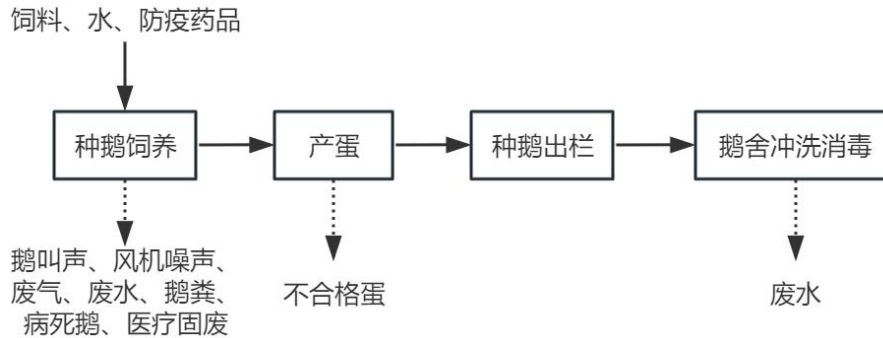 饲料、水、防疫药品
种鹅饲养
产蛋
种鹅出栏
鹅舍冲洗消毒
鹅叫声、风机噪声、
废气、废水、鹅粪、
病死鹅、医疗固废
不合格蛋
废水